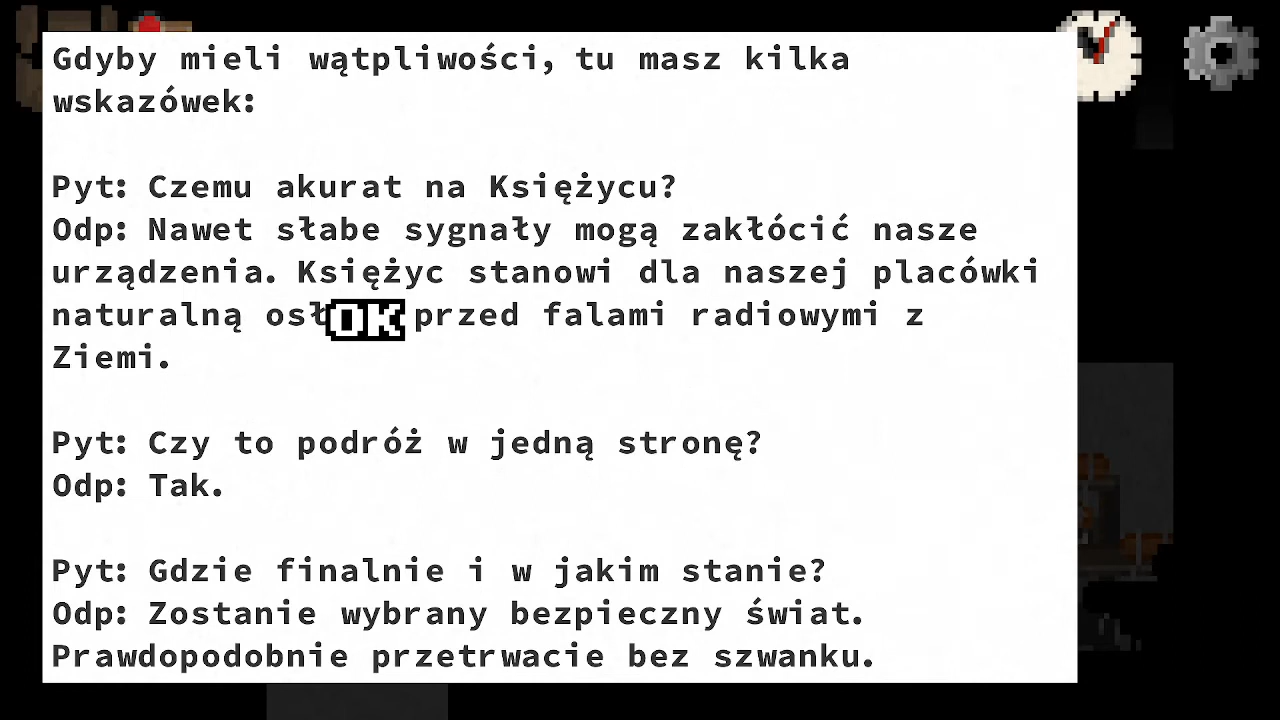 Gdyby mieli wątpliwości, tu masz kilka
wskazówek:
Pyt: Czemu akurat na Księżycu?
Odp: Nawet słabe sygnały mogą zakłócić nasze
urządzenia. Księżyc stanowi dla naszej placówki
naturalną OK przed falami radiowymi z
Ziemi.
Pyt: Czy to podróż w jedną stronę?
Odp: Tak.
Pyt: Gdzie finalnie i w jakim stanie?
Odp: Zostanie wybrany bezpieczny świat.
Prawdopodobnie przetrwacie bez szwanku.